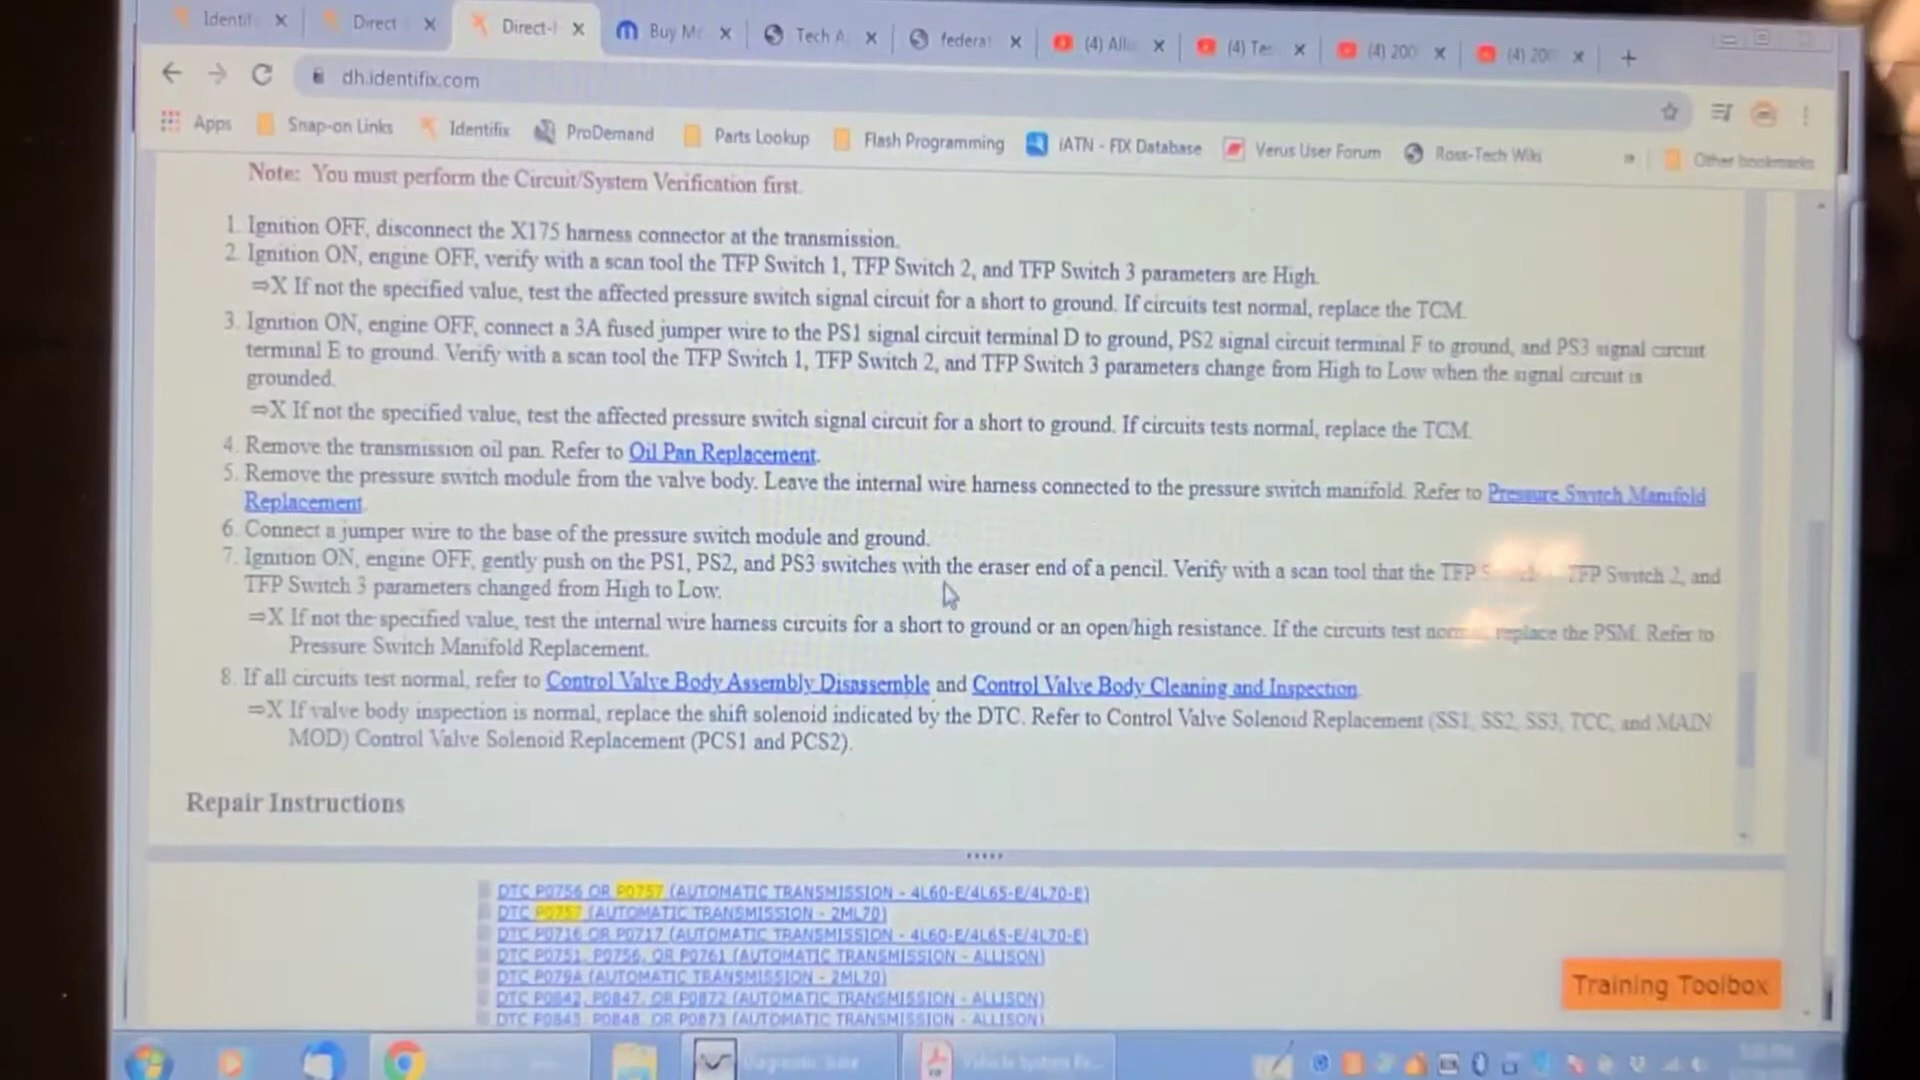 Identif
Direct
Direct-H
Buy Mo
Tech A
federal
(4) Alli
(4) Tes
(4) 200
(4) 200
dh.identifix.com
Apps
Snap-on Links
Identifix
ProDemand
Parts Lookup
Flash Programming
iATN - FIX Database
Verus User Forum
Ross-Tech Wiki
Other bookmarks
Note: You must perform the Circuit/System Verification first.
1. Ignition OFF, disconnect the X175 harness connector at the transmission.
2. Ignition ON, engine OFF, verify with a scan tool the TFP Switch 1, TFP Switch 2, and TFP Switch 3 parameters are High.
⇒X If not the specified value, test the affected pressure switch signal circuit for a short to ground. If circuits test normal, replace the TCM.
3. Ignition ON, engine OFF, connect a 3A fused jumper wire to the PS1 signal circuit terminal D to ground, PS2 signal circuit terminal F to ground, and PS3 signal circuit
terminal E to ground. Verify with a scan tool the TFP Switch 1, TFP Switch 2, and TFP Switch 3 parameters change from High to Low when the signal circuit is
grounded.
⇒X If not the specified value, test the affected pressure switch signal circuit for a short to ground. If circuits tests normal, replace the TCM.
4. Remove the transmission oil pan. Refer to Oil Pan Replacement.
5. Remove the pressure switch module from the valve body. Leave the internal wire harness connected to the pressure switch manifold. Refer to Pressure Switch Manifold
Replacement.
6. Connect a jumper wire to the base of the pressure switch module and ground.
7. Ignition ON, engine OFF, gently push on the PS1, PS2, and PS3 switches with the eraser end of a pencil. Verify with a scan tool that the TFP TFP Switch 2, and
TFP Switch 3 parameters changed from High to Low.
⇒X If not the specified value, test the internal wire harness circuits for a short to ground or an open/high resistance. If the circuits test normal, replace the PSM. Refer to
Pressure Switch Manifold Replacement.
8. If all circuits test normal, refer to Control Valve Body Assembly Disassemble and Control Valve Body Cleaning and Inspection.
⇒X If valve body inspection is normal, replace the shift solenoid indicated by the DTC. Refer to Control Valve Solenoid Replacement (SS1, SS2, SS3, TCC, and MAIN
MOD) Control Valve Solenoid Replacement (PCS1 and PCS2).
Repair Instructions
DTC P0756 OR P0757 (AUTOMATIC TRANSMISSION - 4L60-E/4L65-E/4L70-E)
DTC P0757 (AUTOMATIC TRANSMISSION - 2ML70)
DTC P0716 OR P0717 (AUTOMATIC TRANSMISSION - 4L60-E/4L65-E/4L70-E)
DTC P0751, P0756, OR P0761 (AUTOMATIC TRANSMISSION - ALLISON)
DTC P079A (AUTOMATIC TRANSMISSION - 2ML70)
DTC P0842, P0847, OR P0872 (AUTOMATIC TRANSMISSION - ALLISON)
DTC P0843, P0848, OR P0873 (AUTOMATIC TRANSMISSION - ALLISON)
Training Toolbox
Vehicle System Re...